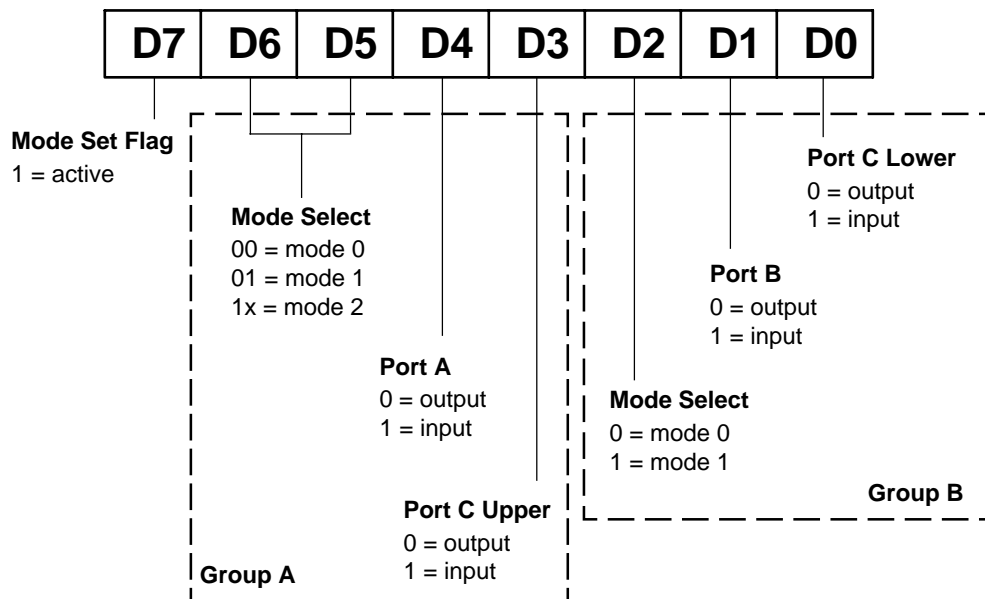 D7 D6 D5 D4 D3 D2 D1 D0
Mode Set Flag
1 = active
Mode Select
00 = mode 0
01 = mode 1
1x = mode 2
Port A
0 = output
1 = input
Port C Upper
0 = output
1 = input
Group A
Port C Lower
0 = output
1 = input
Port B
0 = output
1 = input
Mode Select
0 = mode 0
1 = mode 1
Group B